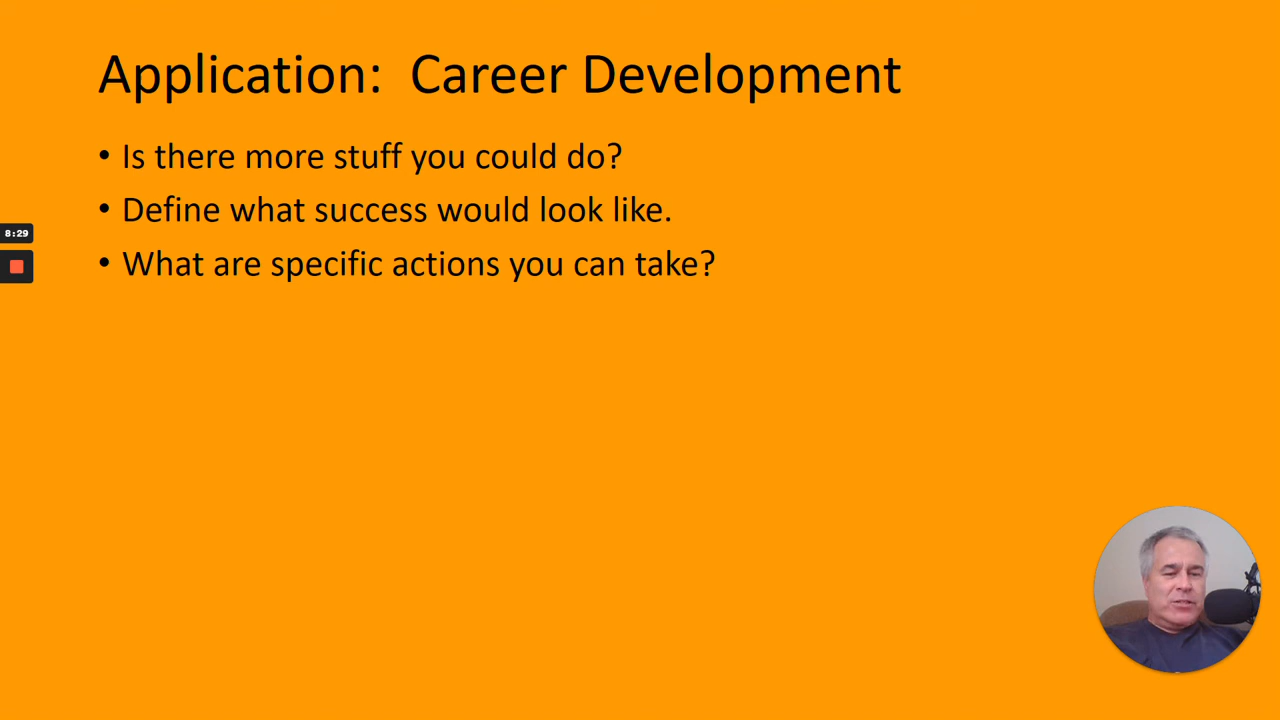 Application: Career Development
• Is there more stuff you could do?
• Define what success would look like.
• What are specific actions you can take?
8:29